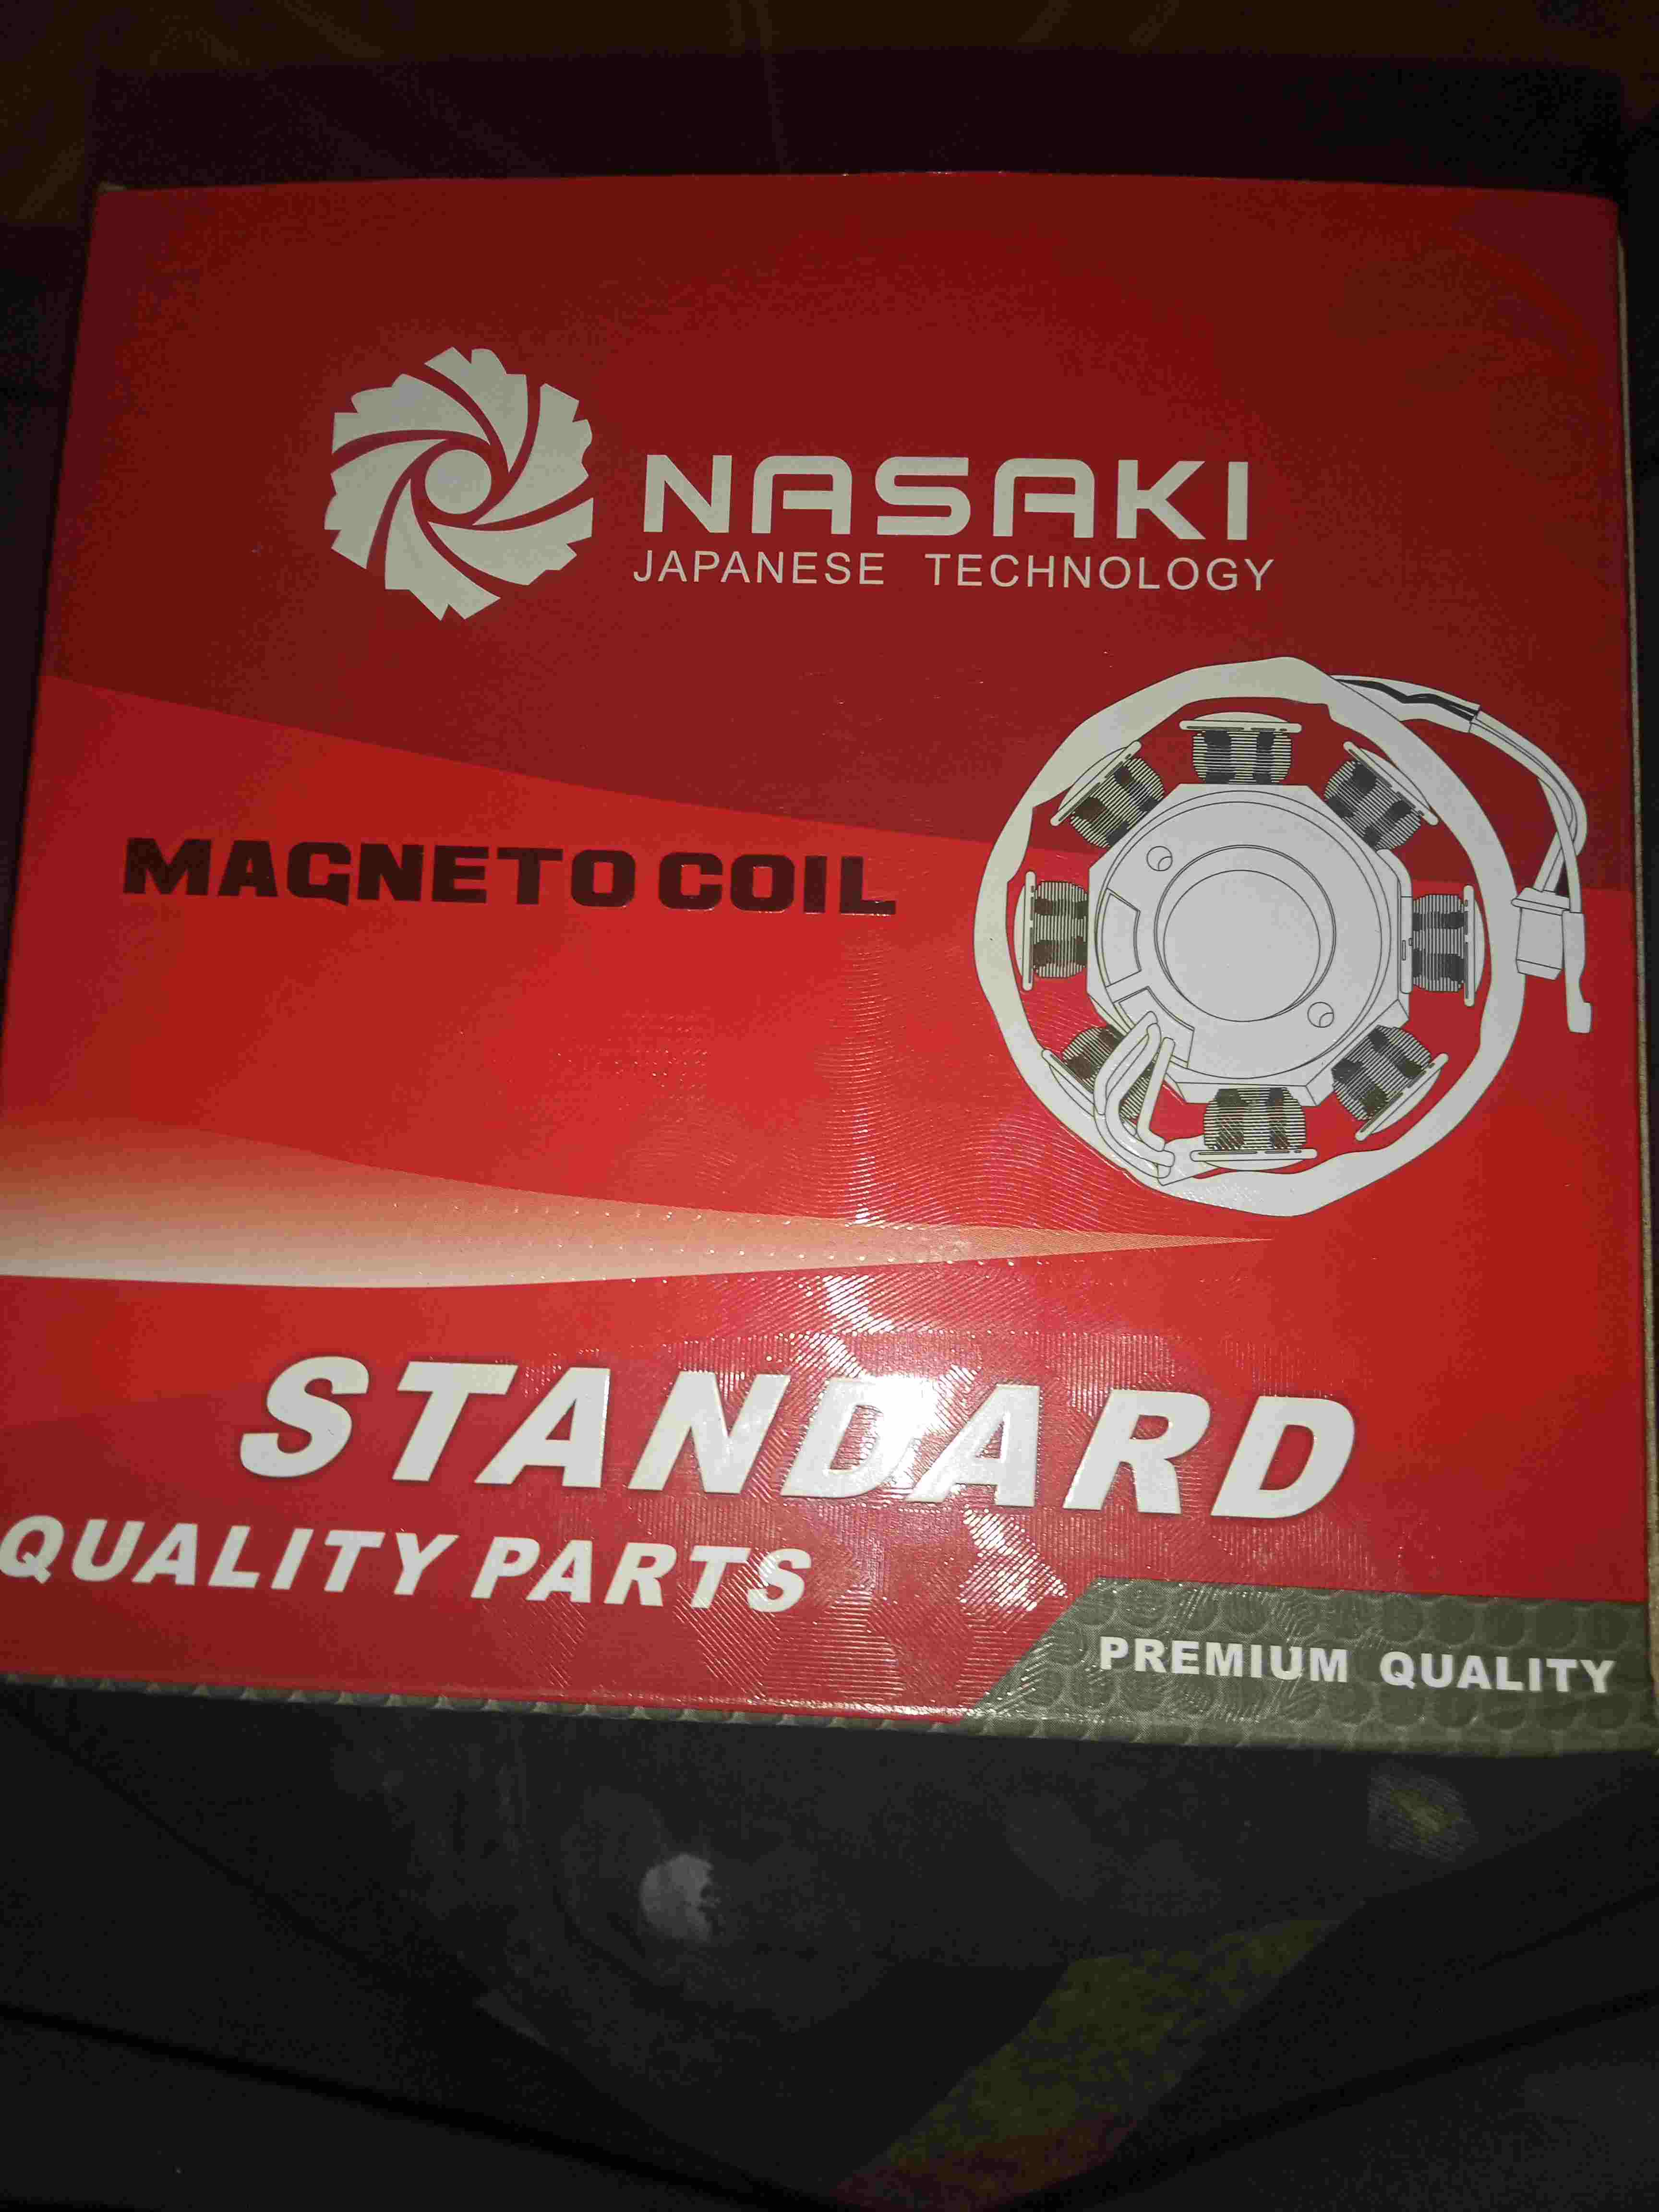 NASAKI
JAPANESE TECHNOLOGY
MAGNETO COIL
STANDARD
QUALITY PARTS
PREMIUM QUALITY